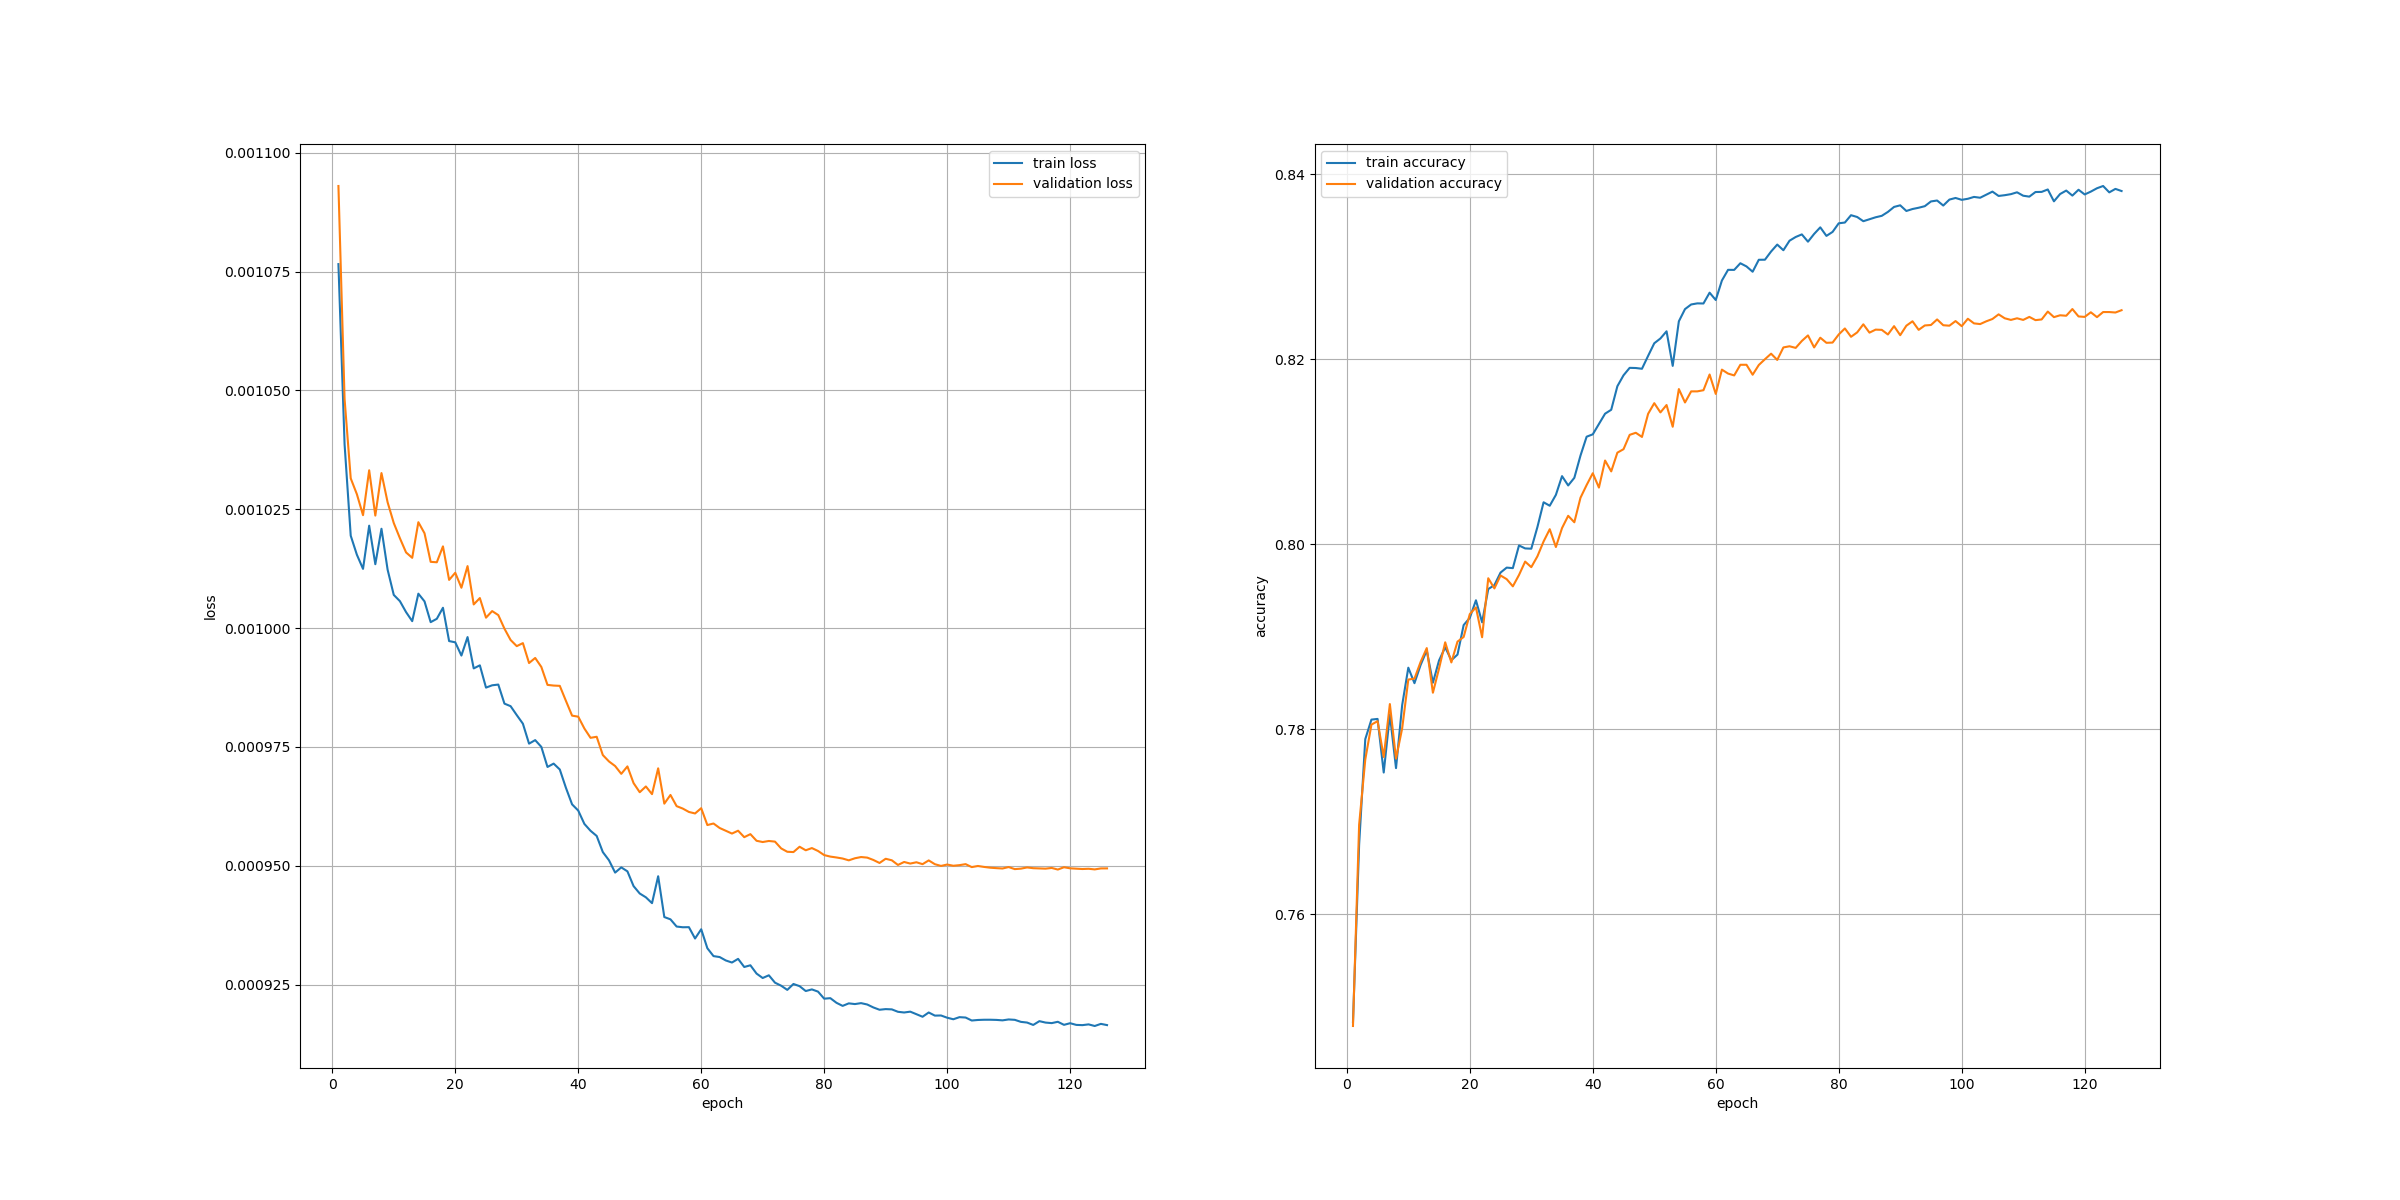 0.001100
0.001075
0.001050
0.001025
0.001000
0.000975
0.000950
0.000925
loss
0 20 40 60 80 100 120
epoch
train loss
validation loss
0.84
0.82
0.80
0.78
0.76
accuracy
0 20 40 60 80 100 120
epoch
train accuracy
validation accuracy